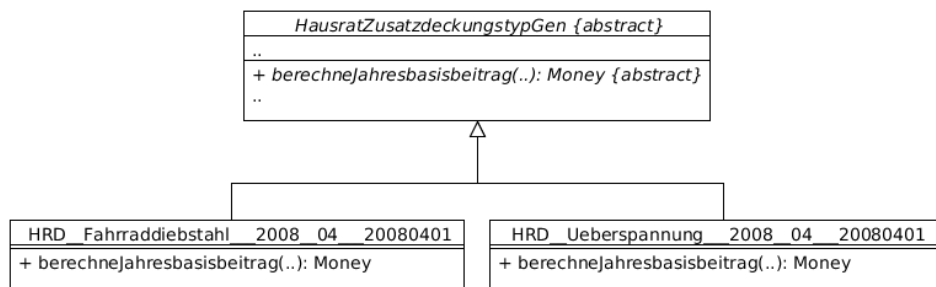 HausratZusatzdeckungstypGen {abstract}
..
+ berechneJahresbasisbeitrag(..): Money {abstract}
..
HRD__Fahrraddiebstahl___2008__04___20080401
+ berechneJahresbasisbeitrag(..): Money
HRD__Ueberspannung___2008__04___20080401
+ berechneJahresbasisbeitrag(..): Money